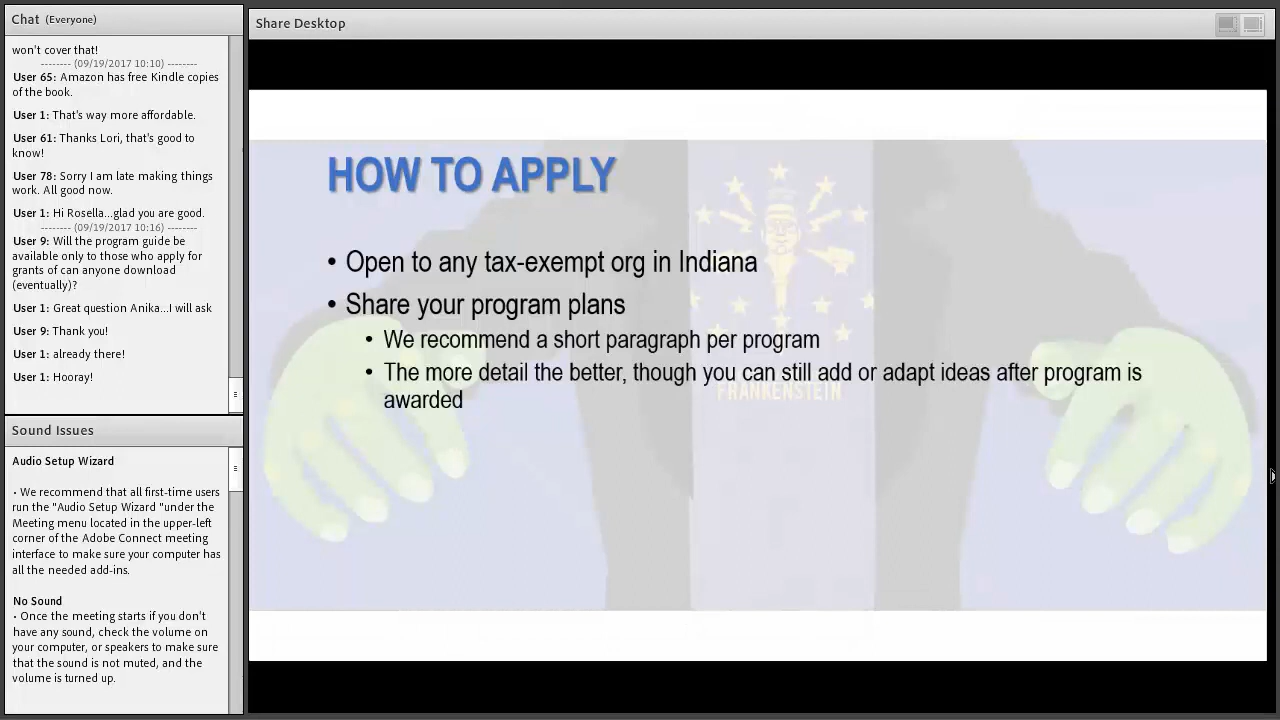 Chat (Everyone)
won't cover that!
-------- (09/19/2017 10:10) --------
User 65: Amazon has free Kindle copies
of the book.
User 1: That's way more affordable.
User 61: Thanks Lori, that's good to
know!
User 78: Sorry I am late making things
work. All good now.
User 1: Hi Rosella...glad you are good.
-------- (09/19/2017 10:16) --------
User 9: Will the program guide be
available only to those who apply for
grants of can anyone download
(eventually)?
User 1: Great question Anika...I will ask
User 9: Thank you!
User 1: already there!
User 1: Hooray!
Sound Issues
Audio Setup Wizard
• We recommend that all first-time users
run the "Audio Setup Wizard "under the
Meeting menu located in the upper-left
corner of the Adobe Connect meeting
interface to make sure your computer has
all the needed add-ins.
No Sound
• Once the meeting starts if you don't
have any sound, check the volume on
your computer, or speakers to make sure
that the sound is not muted, and the
volume is turned up.
Share Desktop
HOW TO APPLY
• Open to any tax-exempt org in Indiana
• Share your program plans
• We recommend a short paragraph per program
• The more detail the better, though you can still add or adapt ideas after program is
awarded
FRANKENSTEIN